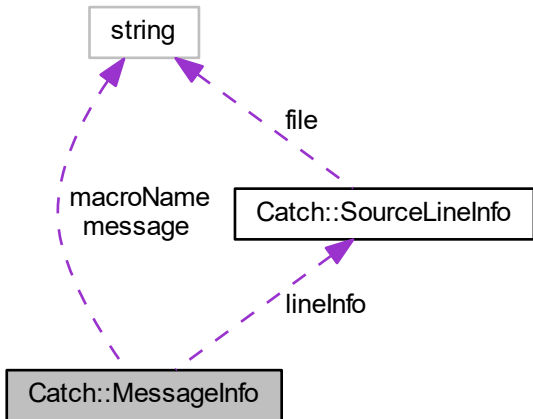 string
file
macroName
message
Catch::SourceLineInfo
lineInfo
Catch::MessageInfo